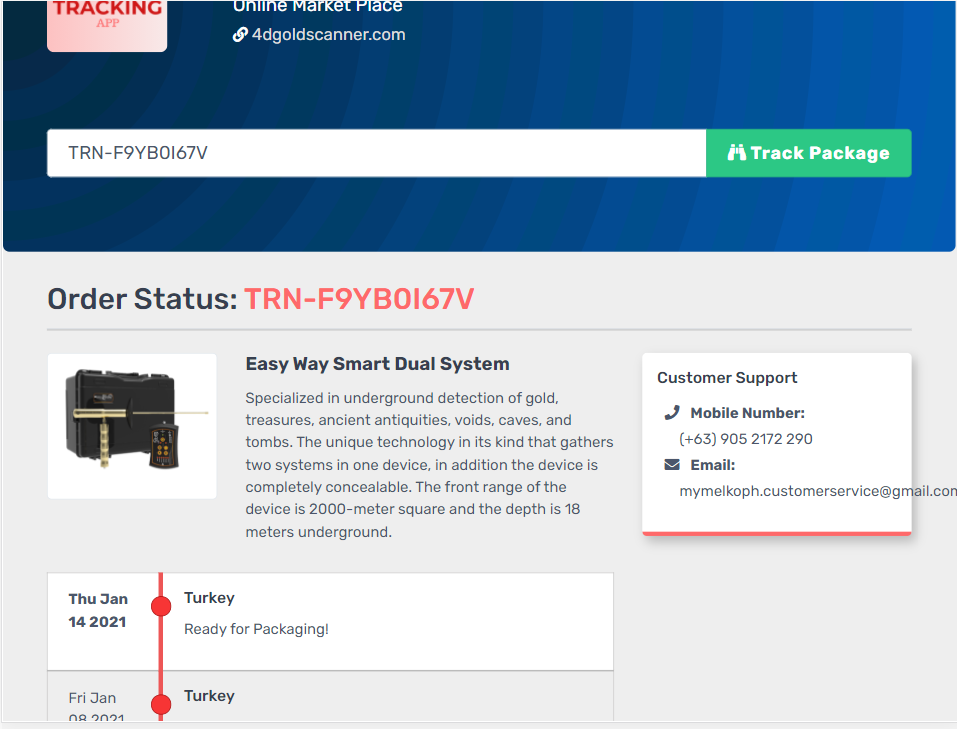 TRACKING
APP
Online Market Place
4dgoldscanner.com
TRN-F9YB0I67V
Track Package
Order Status: TRN-F9YB0I67V
Easy Way Smart Dual System
Specialized in underground detection of gold,
treasures, ancient antiquities, voids, caves, and
tombs. The unique technology in its kind that gathers
two systems in one device, in addition the device is
completely concealable. The front range of the
device is 2000-meter square and the depth is 18
meters underground.
Customer Support
Mobile Number:
(+63) 905 2172 290
Email:
mymelkoph.customerservice@gmail.com
Thu Jan
14 2021
Turkey
Ready for Packaging!
Fri Jan
08 2021
Turkey